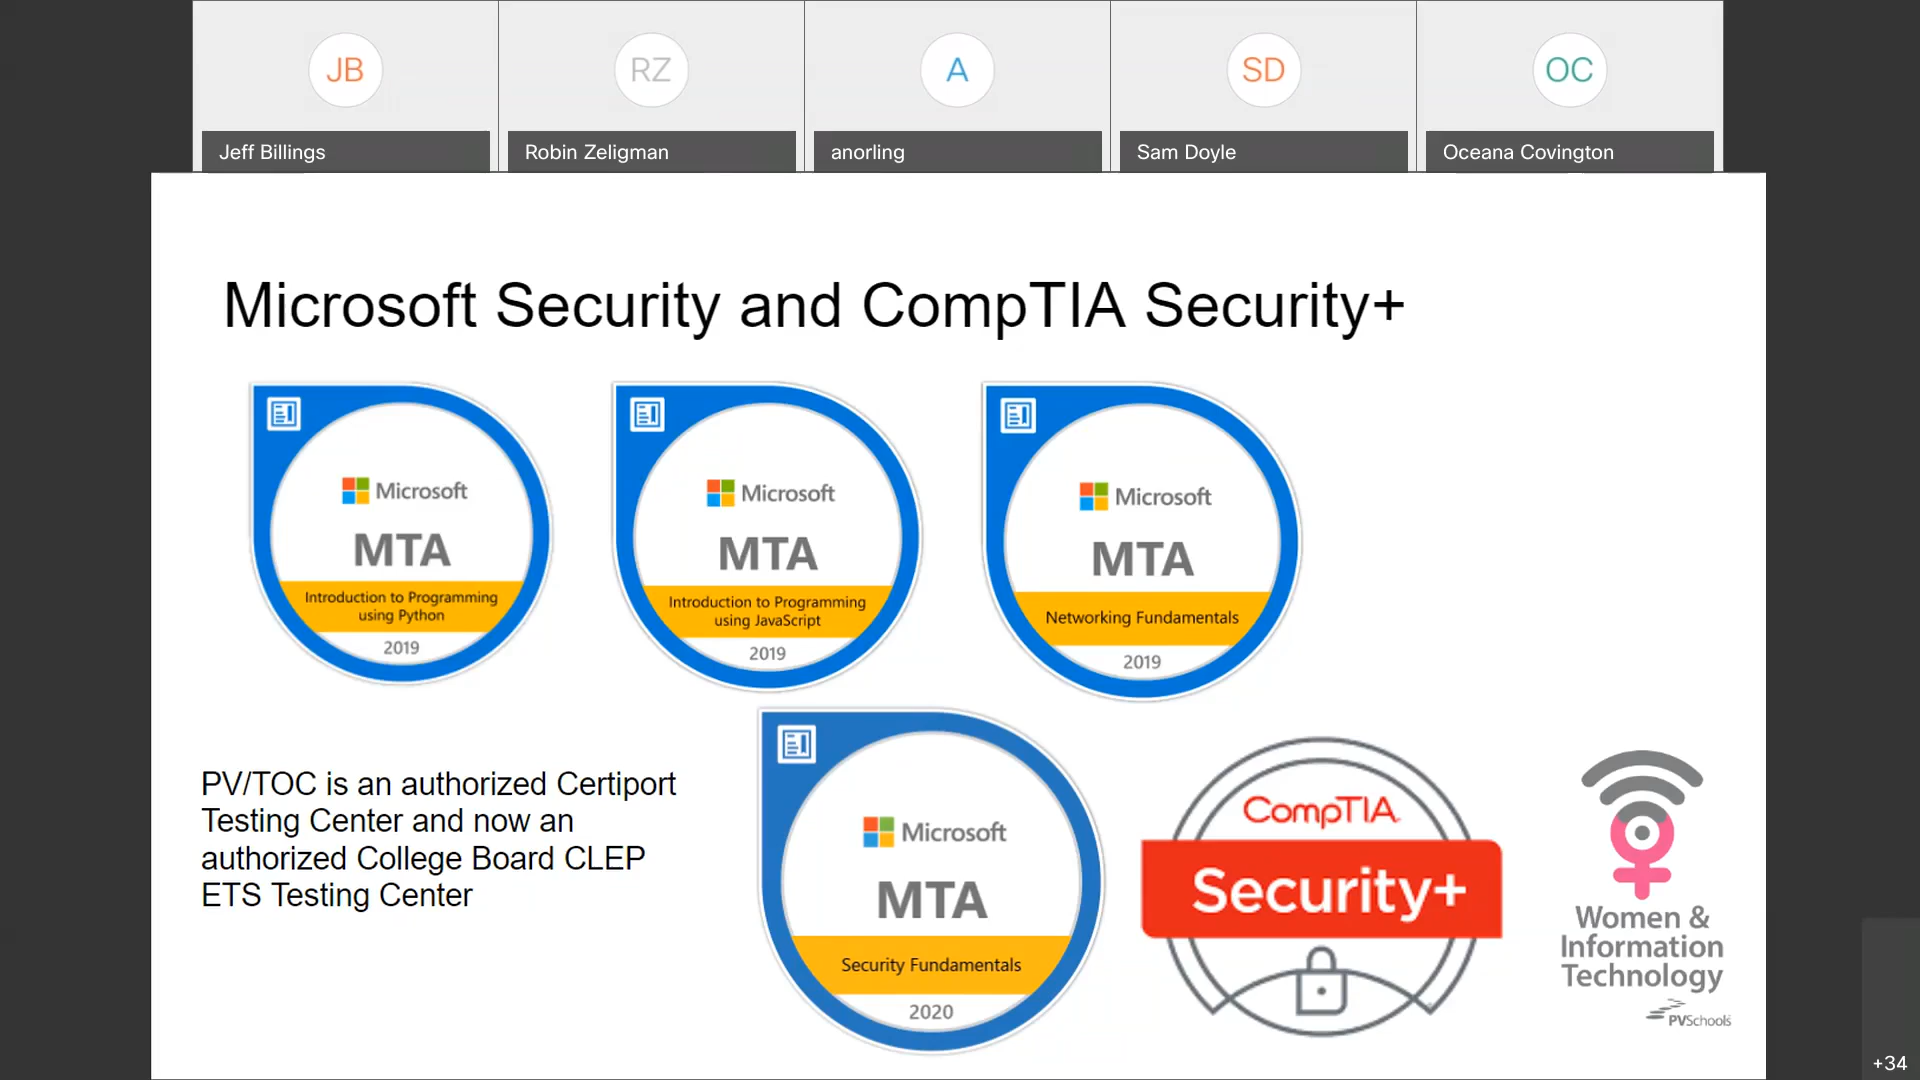 JB
RZ
A
SD
OC
Jeff Billings
Robin Zeligman
anorling
Sam Doyle
Oceana Covington
Microsoft Security and CompTIA Security+
Microsoft
MTA
Introduction to Programming
using Python
2019
Microsoft
MTA
Introduction to Programming
using JavaScript
2019
Microsoft
MTA
Networking Fundamentals
2019
PV/TOC is an authorized Certiport
Testing Center and now an
authorized College Board CLEP
ETS Testing Center
Microsoft
MTA
Security Fundamentals
2020
CompTIA
Security+
Women &
Information
Technology
PVSchools
+34